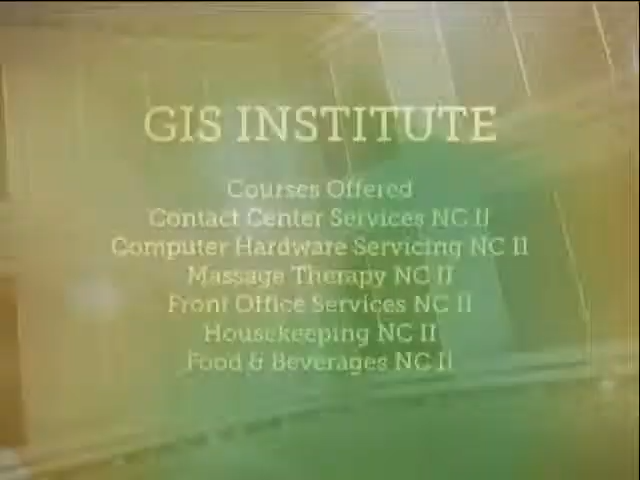 GIS INSTITUTE
Courses Offered
Contact Center Services NC II
Computer Hardware Servicing NC II
Massage Therapy NC II
Front Office Services NC II
Housekeeping NC II
Food & Beverages NC II